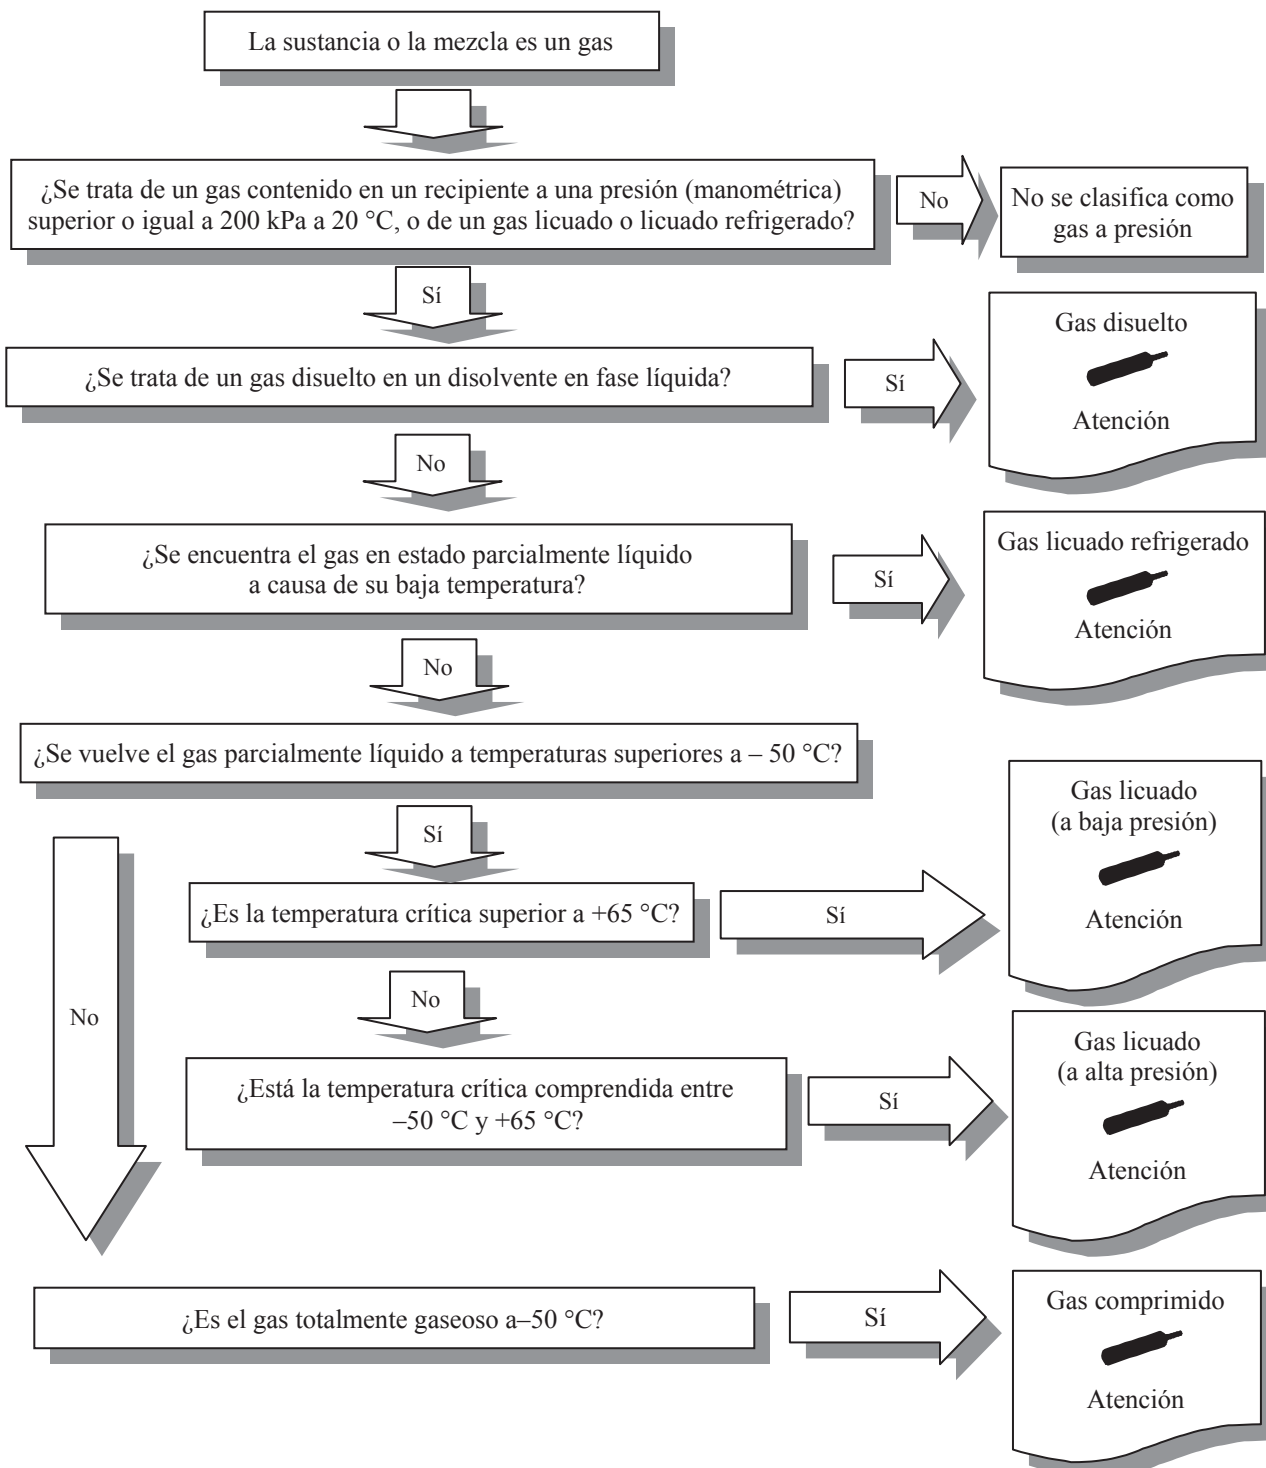 La sustancia o la mezcla es un gas
¿Se trata de un gas contenido en un recipiente a una presión (manométrica)
superior o igual a 200 kPa a 20 °C, o de un gas licuado o licuado refrigerado?
No
No se clasifica como
gas a presión
Sí
¿Se trata de un gas disuelto en un disolvente en fase líquida?
Sí
Gas disuelto
Atención
No
¿Se encuentra el gas en estado parcialmente líquido
a causa de su baja temperatura?
Sí
Gas licuado refrigerado
Atención
No
¿Se vuelve el gas parcialmente líquido a temperaturas superiores a – 50 °C?
Sí
¿Es la temperatura crítica superior a +65 °C?
Sí
Gas licuado
(a baja presión)
Atención
No
No
¿Está la temperatura crítica comprendida entre
–50 °C y +65 °C?
Sí
Gas licuado
(a alta presión)
Atención
¿Es el gas totalmente gaseoso a–50 °C?
Sí
Gas comprimido
Atención